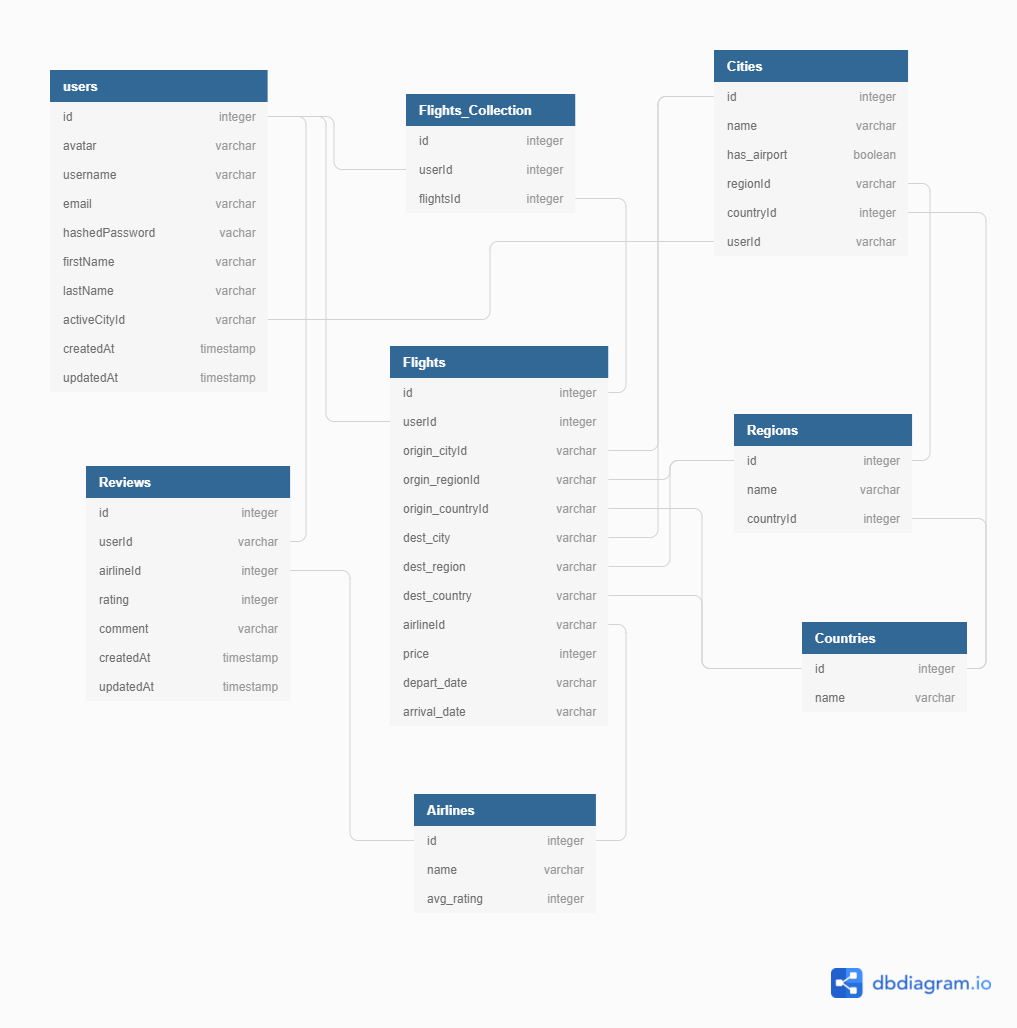 users
id integer
avatar varchar
username varchar
email varchar
hashedPassword vachar
firstName varchar
lastName varchar
activeCityId varchar
createdAt timestamp
updatedAt timestamp
Flights_Collection
id integer
userId integer
flightsId integer
Cities
id integer
name varchar
has_airport boolean
regionId varchar
countryId integer
userId varchar
Flights
id integer
userId integer
origin_cityId varchar
orgin_regionId varchar
origin_countryId varchar
dest_city varchar
dest_region varchar
dest_country varchar
airlineId varchar
price integer
depart_date varchar
arrival_date varchar
Regions
id integer
name varchar
countryId integer
Reviews
id integer
userId varchar
airlineId integer
rating integer
comment varchar
createdAt timestamp
updatedAt timestamp
Countries
id integer
name varchar
Airlines
id integer
name varchar
avg_rating integer
dbdiagram.io